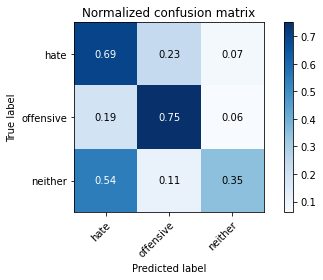 Normalized confusion matrix
True label
hate
0.69 0.23 0.07
offensive
0.19 0.75 0.06
neither
0.54 0.11 0.35
hate
offensive
neither
Predicted label
0.7
0.6
0.5
0.4
0.3
0.2
0.1